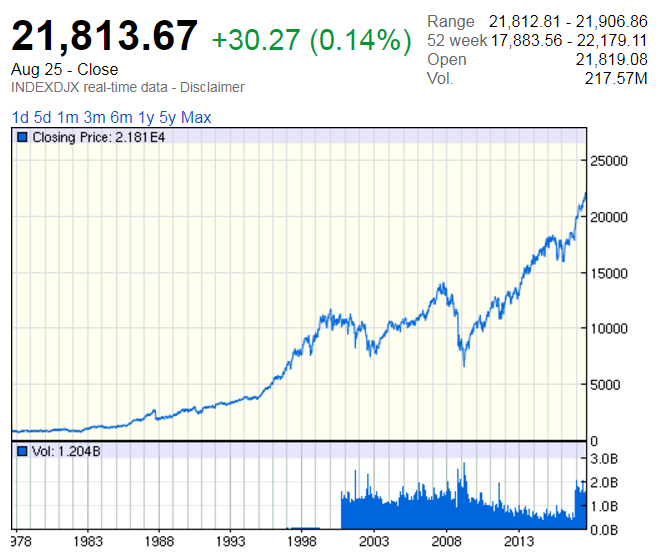 21,813.67 +30.27 (0.14%)
Aug 25 - Close
INDEXDJX real-time data - Disclaimer
Range 21,812.81 - 21,906.86
52 week 17,883.56 - 22,179.11
Open 21,819.08
Vol. 217.57M
1d 5d 1m 3m 6m 1y 5y Max
Closing Price: 2.181E4
25000
20000
15000
10000
5000
0
Vol: 1.204B
3.0B
2.0B
1.0B
0.0B
978 1983 1988 1993 1998 2003 2008 2013